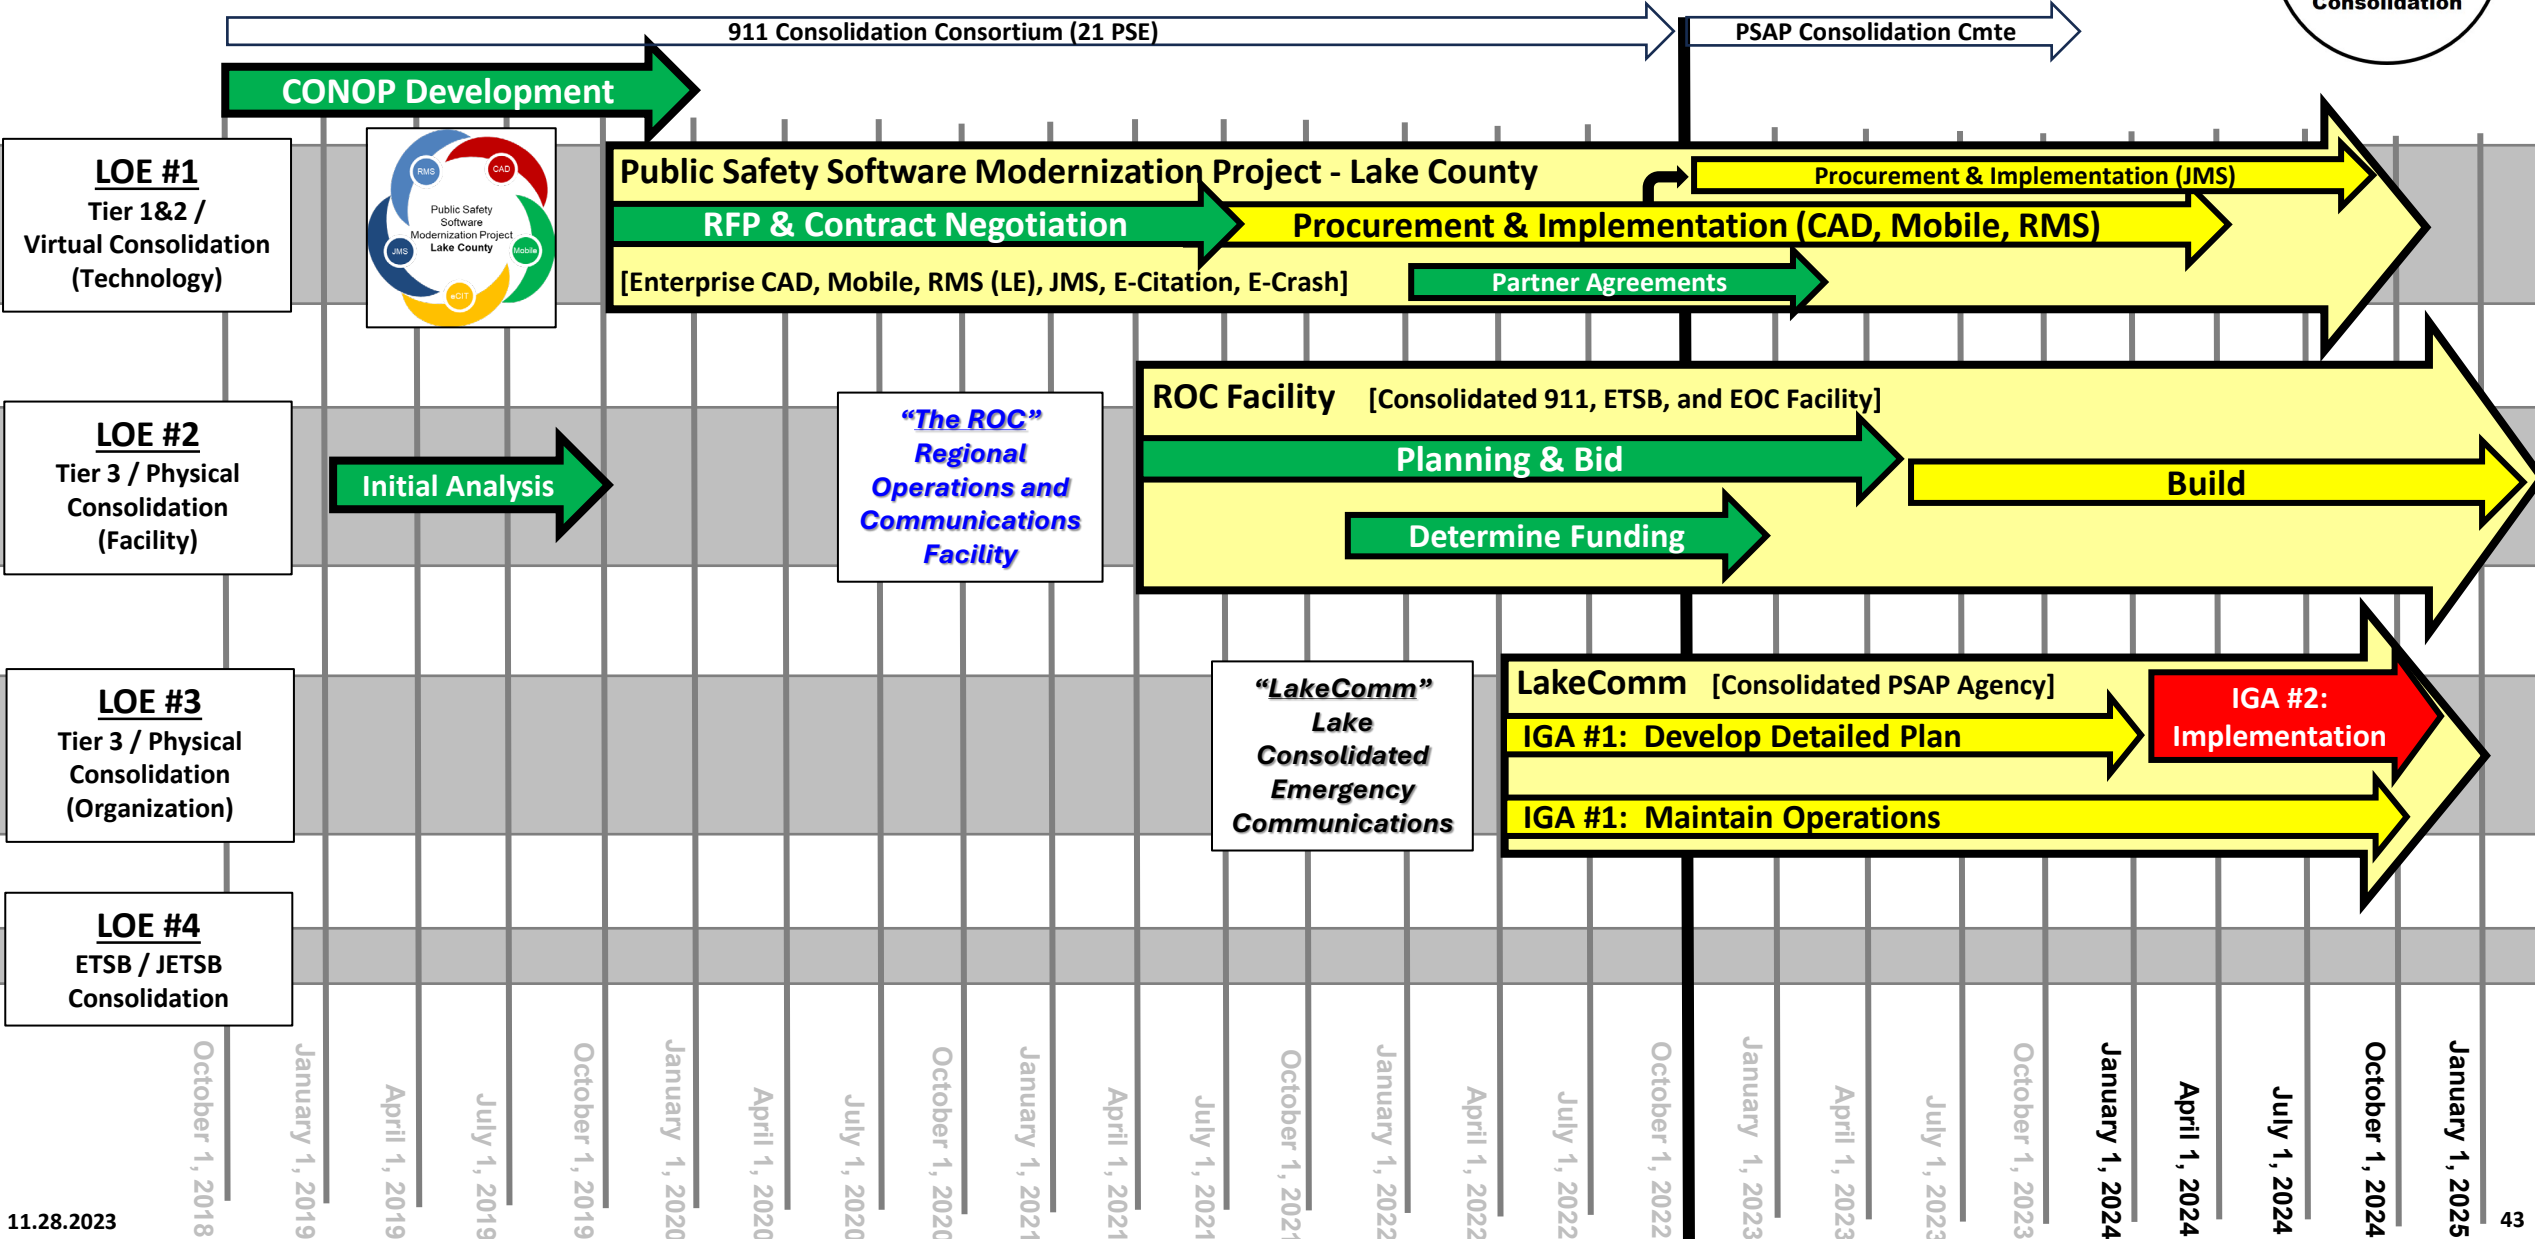 911 Consolidation Consortium (21 PSE)
PSAP Consolidation Cmte
Consolidation
CONOP Development
LOE #1
Tier 1&2 /
Virtual Consolidation
(Technology)
RMS
CAD
Public Safety
Software
Modernization Project
Lake County
JMS
Mobile
eCIT
Public Safety Software Modernization Project - Lake County
Procurement & Implementation (JMS)
RFP & Contract Negotiation
Procurement & Implementation (CAD, Mobile, RMS)
[Enterprise CAD, Mobile, RMS (LE), JMS, E-Citation, E-Crash]
Partner Agreements
LOE #2
Tier 3 / Physical
Consolidation
(Facility)
Initial Analysis
“The ROC”
Regional
Operations and
Communications
Facility
ROC Facility [Consolidated 911, ETSB, and EOC Facility]
Planning & Bid
Build
Determine Funding
LOE #3
Tier 3 / Physical
Consolidation
(Organization)
“LakeComm”
Lake
Consolidated
Emergency
Communications
LakeComm [Consolidated PSAP Agency]
IGA #1: Develop Detailed Plan
IGA #2:
Implementation
IGA #1: Maintain Operations
LOE #4
ETSB / JETSB
Consolidation
October 1, 2018
January 1, 2019
April 1, 2019
July 1, 2019
October 1, 2019
January 1, 2020
April 1, 2020
July 1, 2020
October 1, 2020
January 1, 2021
April 1, 2021
July 1, 2021
October 1, 2021
January 1, 2022
April 1, 2022
July 1, 2022
October 1, 2022
January 1, 2023
April 1, 2023
July 1, 2023
October 1, 2023
January 1, 2024
April 1, 2024
July 1, 2024
October 1, 2024
January 1, 2025
11.28.2023
43